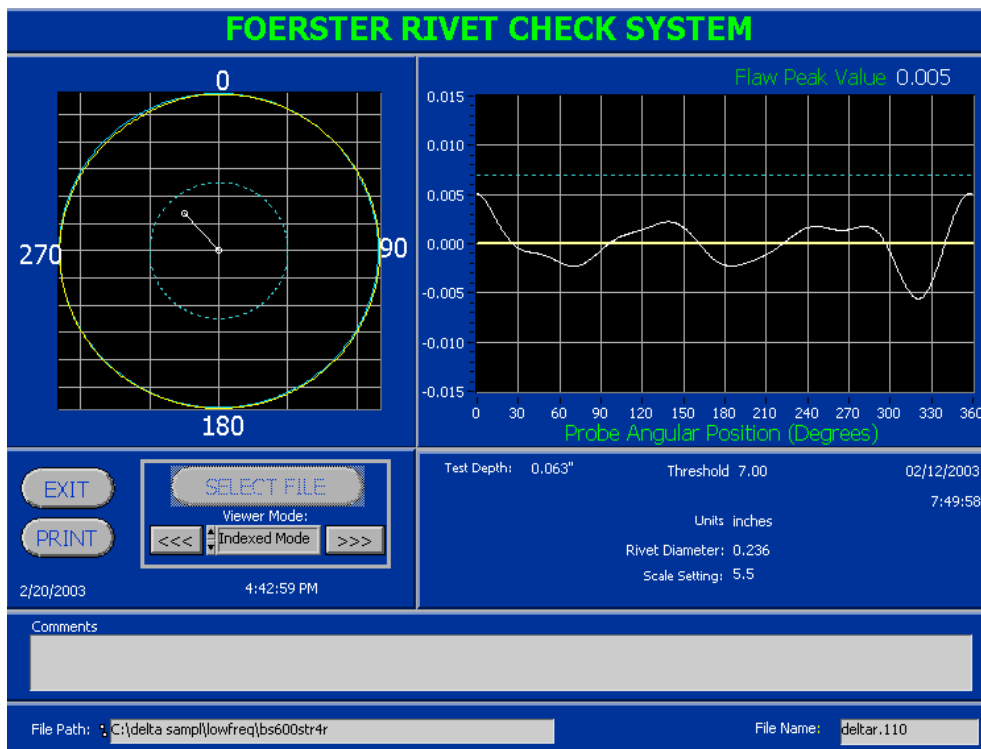 FOERSTER RIVET CHECK SYSTEM
0
270
90
180
Flaw Peak Value 0.005
0.015
0.010
0.005
0.000
-0.005
-0.010
-0.015
0 30 60 90 120 150 180 210 240 270 300 330 360
Probe Angular Position (Degrees)
EXIT
PRINT
SELECT FILE
Viewer Mode:
<<< Indexed Mode >>>
2/20/2003 4:42:59 PM
Test Depth: 0.063" Threshold 7.00 02/12/2003
7:49:58
Units inches
Rivet Diameter: 0.236
Scale Setting: 5.5
Comments
File Path: C:\delta sampl\lowfreq\bs600str4r File Name: deltar.110